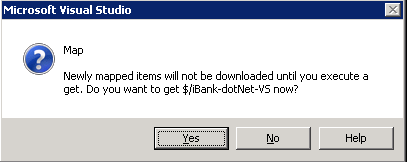 Microsoft Visual Studio
Map
Newly mapped items will not be downloaded until you execute a
get. Do you want to get $/iBank-dotNet-VS now?
Yes
No
Help